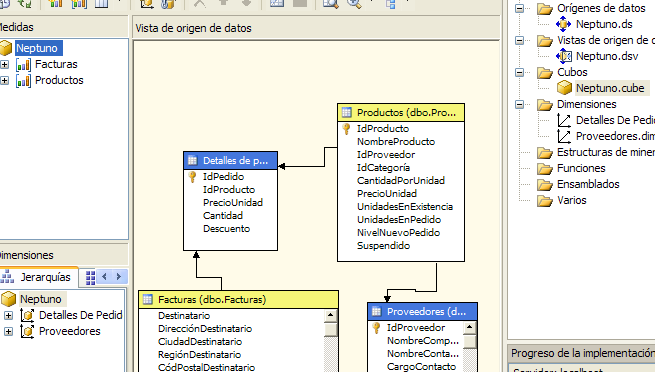 Medidas
Neptuno
Facturas
Productos
Dimensiones
Jerarquías
Neptuno
Detalles De Pedid
Proveedores
Vista de origen de datos
Productos (dbo.Pro...
IdProducto
NombreProducto
IdProveedor
IdCategoría
CantidadPorUnidad
PrecioUnidad
UnidadesEnExistencia
UnidadesEnPedido
NivelNuevoPedido
Suspendido
Detalles de p...
IdPedido
IdProducto
PrecioUnidad
Cantidad
Descuento
Facturas (dbo.Facturas)
Destinatario
DirecciónDestinatario
CiudadDestinatario
RegiónDestinatario
CódPostalDestinatario
Proveedores (d...
IdProveedor
NombreComp...
NombreConta...
CargoContacto
Orígenes de datos
Neptuno.ds
Vistas de origen de d
Neptuno.dsv
Cubos
Neptuno.cube
Dimensiones
Detalles De Pedi
Proveedores.dim
Estructuras de miner
Funciones
Ensamblados
Varios
Progreso de la implementación
Servidor: localhost